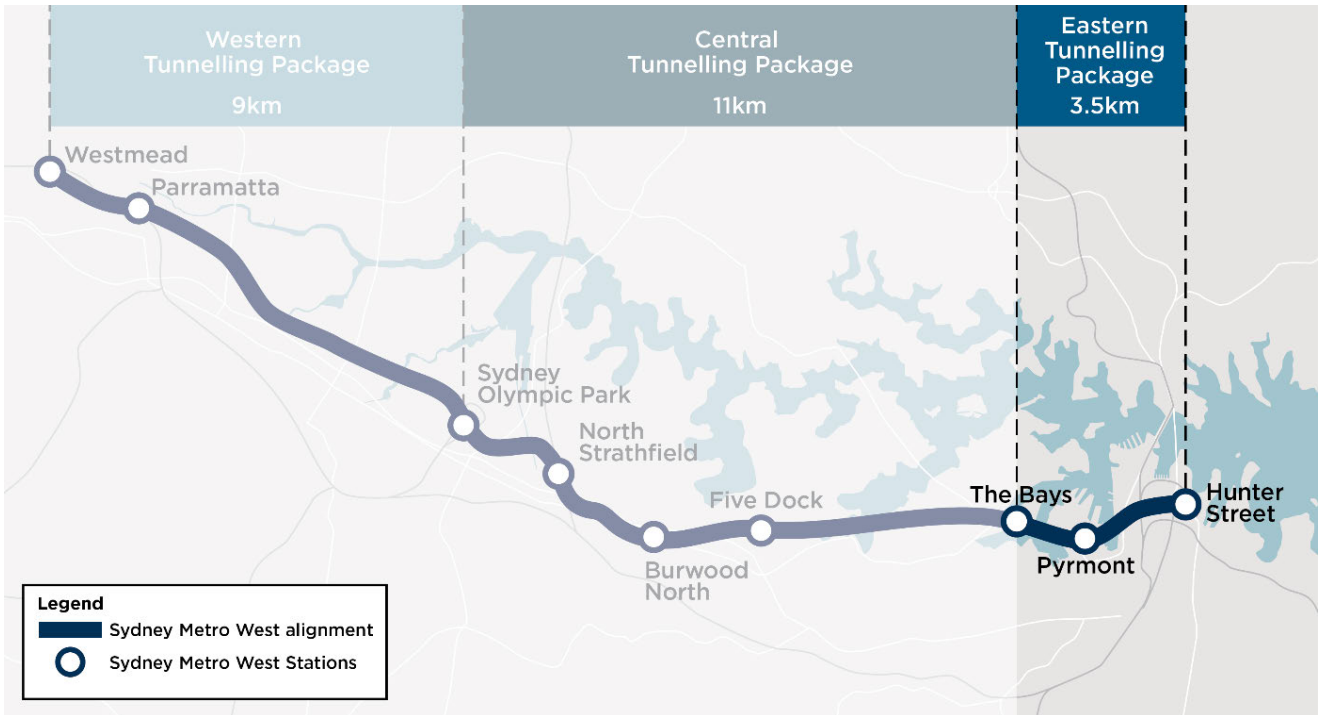 Western
Tunnelling Package
9km
Central
Tunnelling Package
11km
Eastern
Tunnelling
Package
3.5km
Westmead
Parramatta
Sydney
Olympic Park
North
Strathfield
Five Dock
Burwood
North
The Bays
Pyrmont
Hunter
Street
Legend
Sydney Metro West alignment
Sydney Metro West Stations